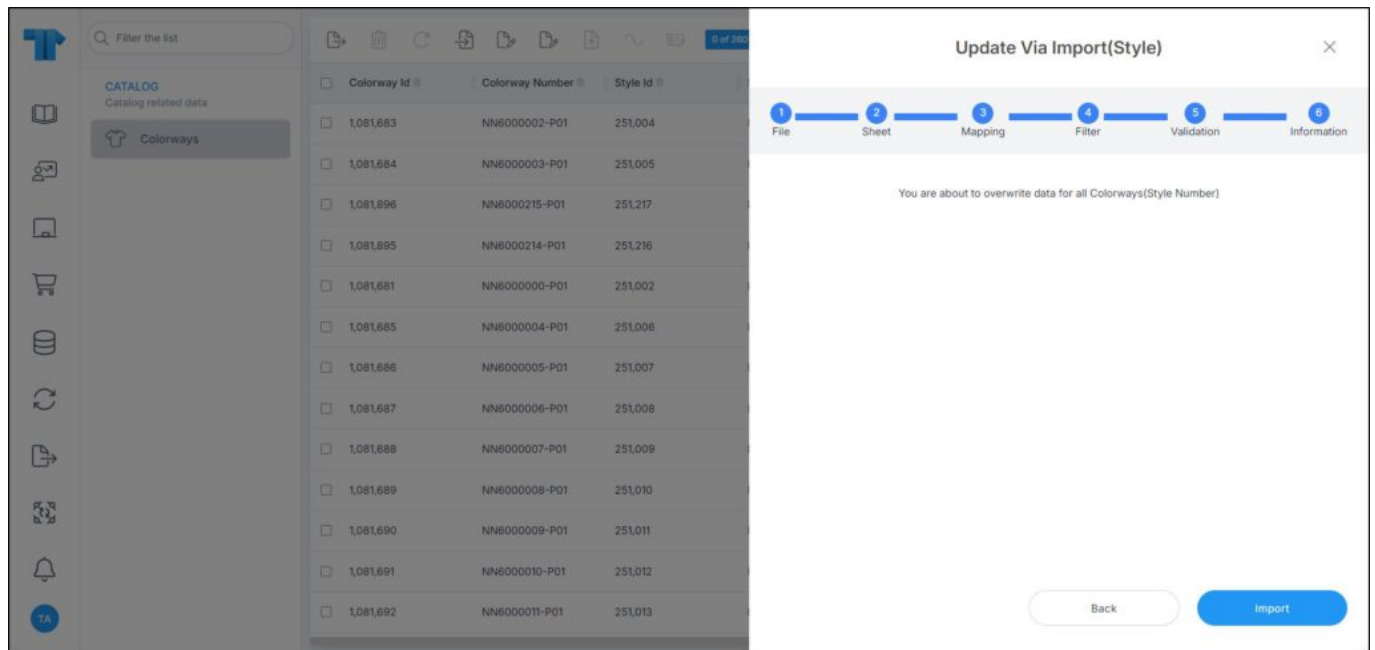 Filter the list
CATALOG
Catalog related data
Colorways
0 of 260
Colorway Id Colorway Number Style Id
1,081,683 NN6000002-P01 251,004
1,081,684 NN6000003-P01 251,005
1,081,896 NN6000215-P01 251,217
1,081,895 NN6000214-P01 251,216
1,081,681 NN6000000-P01 251,002
1,081,685 NN6000004-P01 251,006
1,081,686 NN6000005-P01 251,007
1,081,687 NN6000006-P01 251,008
1,081,688 NN6000007-P01 251,009
1,081,689 NN6000008-P01 251,010
1,081,690 NN6000009-P01 251,011
1,081,691 NN6000010-P01 251,012
1,081,692 NN6000011-P01 251,013
TA
Update Via Import(Style)
1 2 3 4 5 6
File Sheet Mapping Filter Validation Information
You are about to overwrite data for all Colorways(Style Number)
Back Import